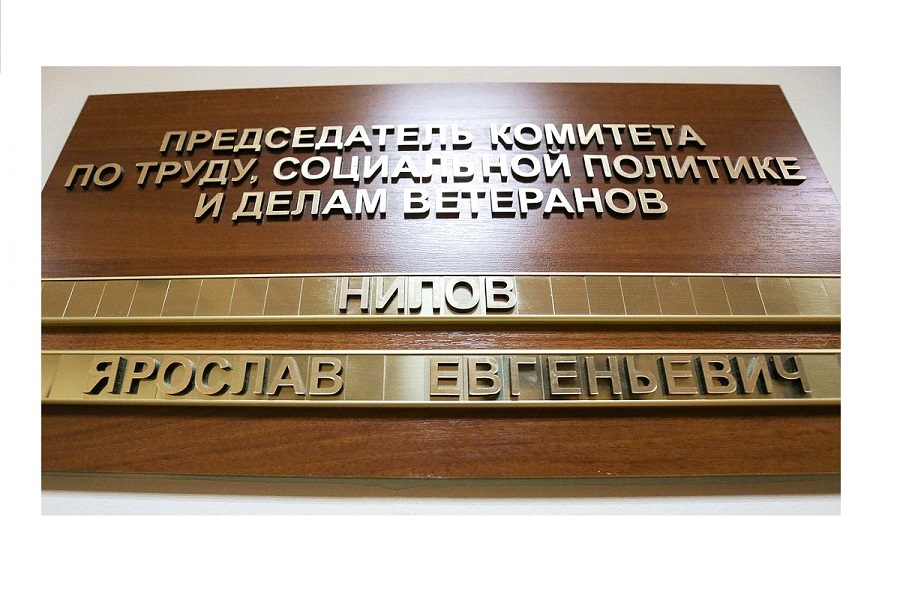 ПРЕДСЕДАТЕЛЬ КОМИТЕТА
ПО ТРУДУ, СОЦИАЛЬНОЙ ПОЛИТИКЕ
И ДЕЛАМ ВЕТЕРАНОВ
НИЛОВ
ЯРОСЛАВ ЕВГЕНЬЕВИЧ